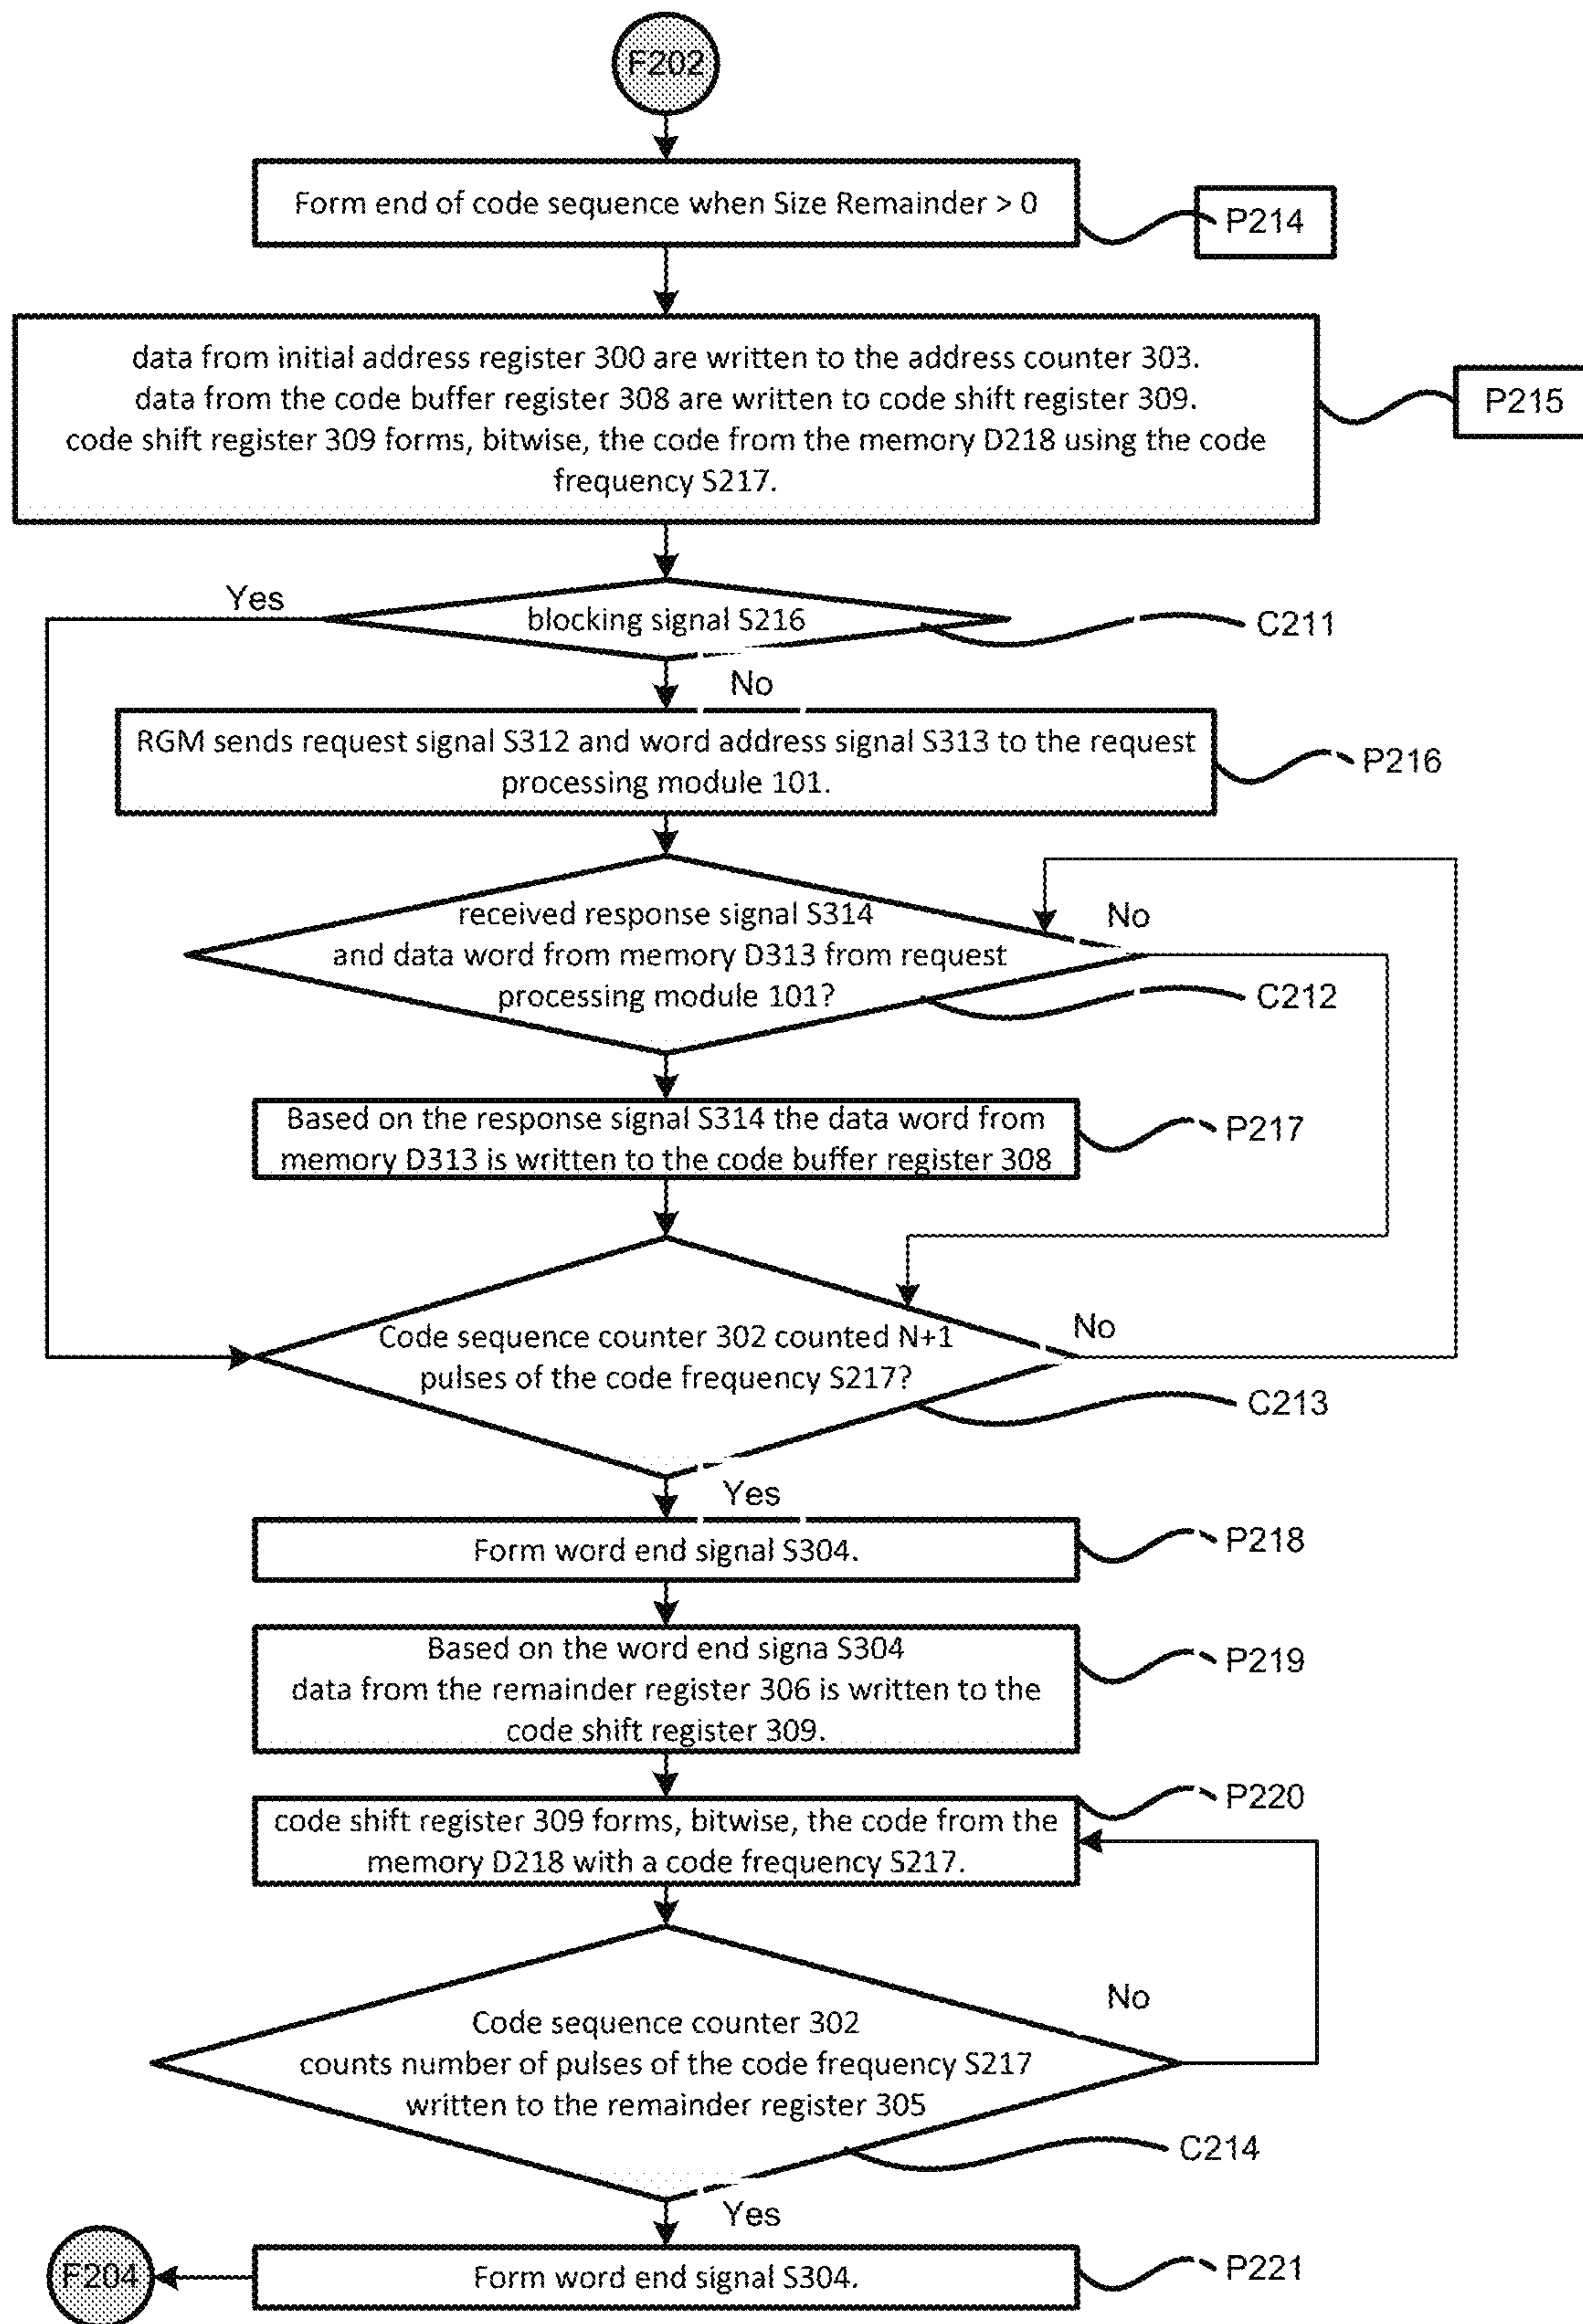 F202
Form end of code sequence when Size Remainder > 0
P214
data from initial address register 300 are written to the address counter 303.
data from the code buffer register 308 are written to code shift register 309.
code shift register 309 forms, bitwise, the code from the memory D218 using the code
frequency S217.
P215
Yes
blocking signal S216
C211
No
RGM sends request signal S312 and word address signal S313 to the request
processing module 101.
P216
received response signal S314
and data word from memory D313 from request
processing module 101?
No
C212
Based on the response signal S314 the data word from
memory D313 is written to the code buffer register 308
P217
Code sequence counter 302 counted N+1
pulses of the code frequency S217?
No
C213
Yes
Form word end signal S304.
P218
Based on the word end signa S304
data from the remainder register 306 is written to the
code shift register 309.
P219
code shift register 309 forms, bitwise, the code from the
memory D218 with a code frequency S217.
P220
No
Code sequence counter 302
counts number of pulses of the code frequency S217
written to the remainder register 305
C214
Yes
Form word end signal S304.
P221
F204